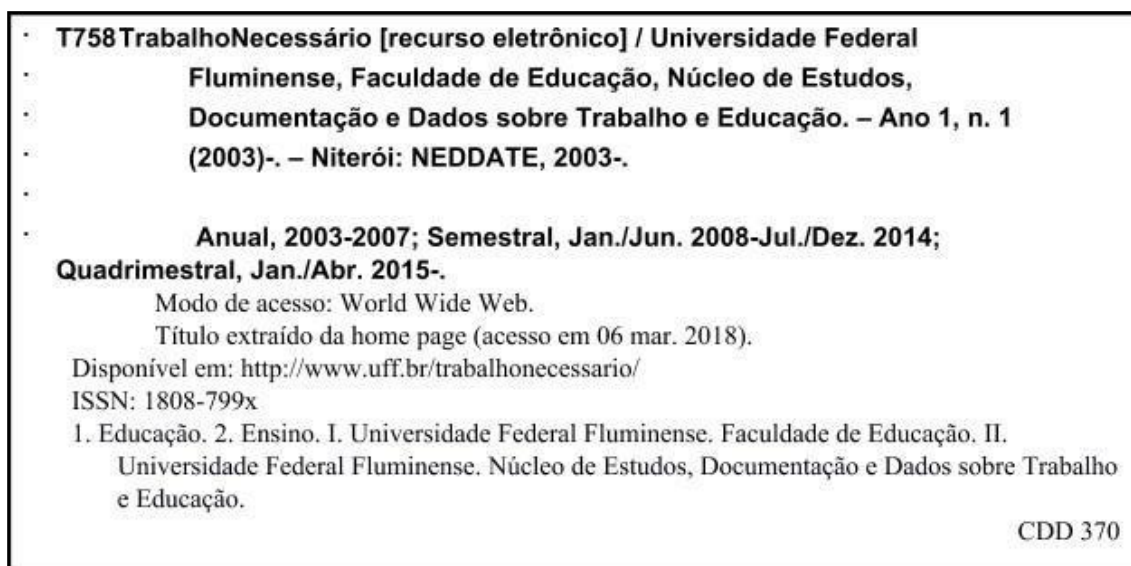 · T758TrabalhoNecessário [recurso eletrônico] / Universidade Federal
· Fluminense, Faculdade de Educação, Núcleo de Estudos,
· Documentação e Dados sobre Trabalho e Educação. – Ano 1, n. 1
· (2003)-. – Niterói: NEDDATE, 2003-.
·
· Anual, 2003-2007; Semestral, Jan./Jun. 2008-Jul./Dez. 2014;
Quadrimestral, Jan./Abr. 2015-.
Modo de acesso: World Wide Web.
Título extraído da home page (acesso em 06 mar. 2018).
Disponível em: http://www.uff.br/trabalhonecessario/
ISSN: 1808-799x
1. Educação. 2. Ensino. I. Universidade Federal Fluminense. Faculdade de Educação. II.
Universidade Federal Fluminense. Núcleo de Estudos, Documentação e Dados sobre Trabalho
e Educação.
CDD 370